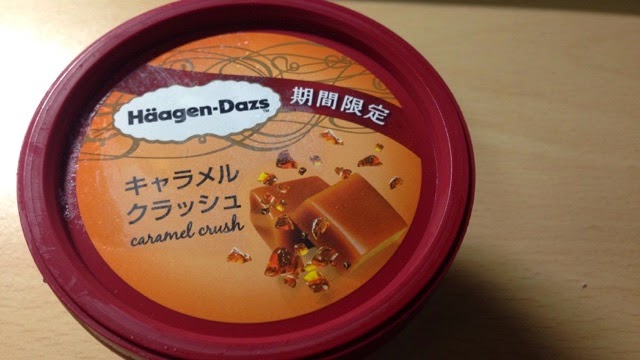 Häagen-Dazs
期間限定
キャラメル
クラッシュ
caramel crush